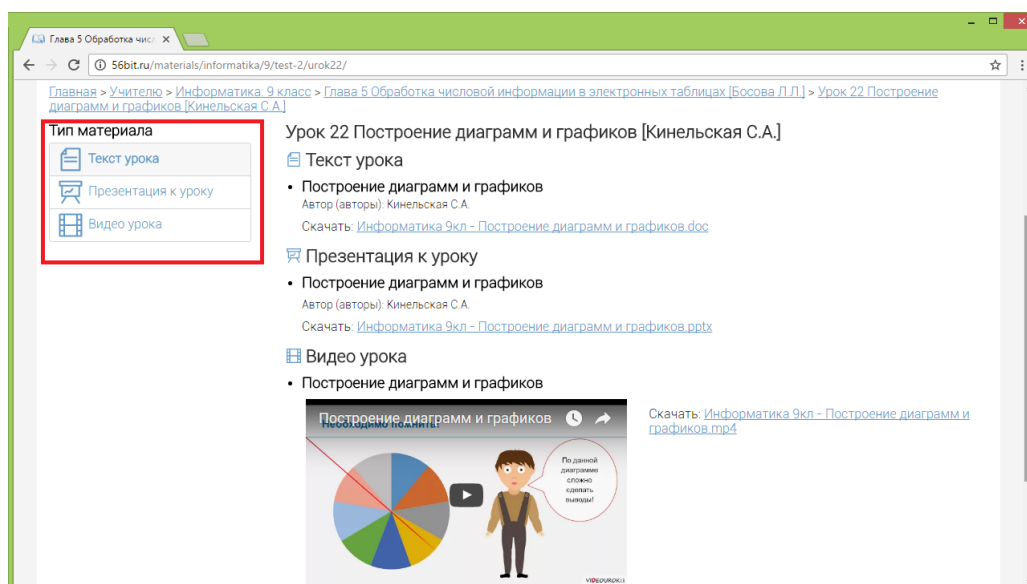 Глава 5 Обработка числ
56bit.ru/materials/informatika/9/test-2/urok22/
Главная > Учителю > Информатика: 9 класс > Глава 5 Обработка числовой информации в электронных таблицах [Босова Л.Л.] > Урок 22 Построение
диаграмм и графиков [Кинельская С.А.]
Тип материала
Текст урока
Презентация к уроку
Видео урока
Урок 22 Построение диаграмм и графиков [Кинельская С.А.]
Текст урока
• Построение диаграмм и графиков
Автор (авторы): Кинельская С.А.
Скачать: Информатика 9кл - Построение диаграмм и графиков.doc
Презентация к уроку
• Построение диаграмм и графиков
Автор (авторы): Кинельская С.А.
Скачать: Информатика 9кл - Построение диаграмм и графиков.pptx
Видео урока
• Построение диаграмм и графиков
Построение диаграмм и графиков
Необходимо помнить!
По данной
диаграмме
сложно
сделать
выводы!
VIDEOUROKI
Скачать: Информатика 9кл - Построение диаграмм и
графиков.mp4